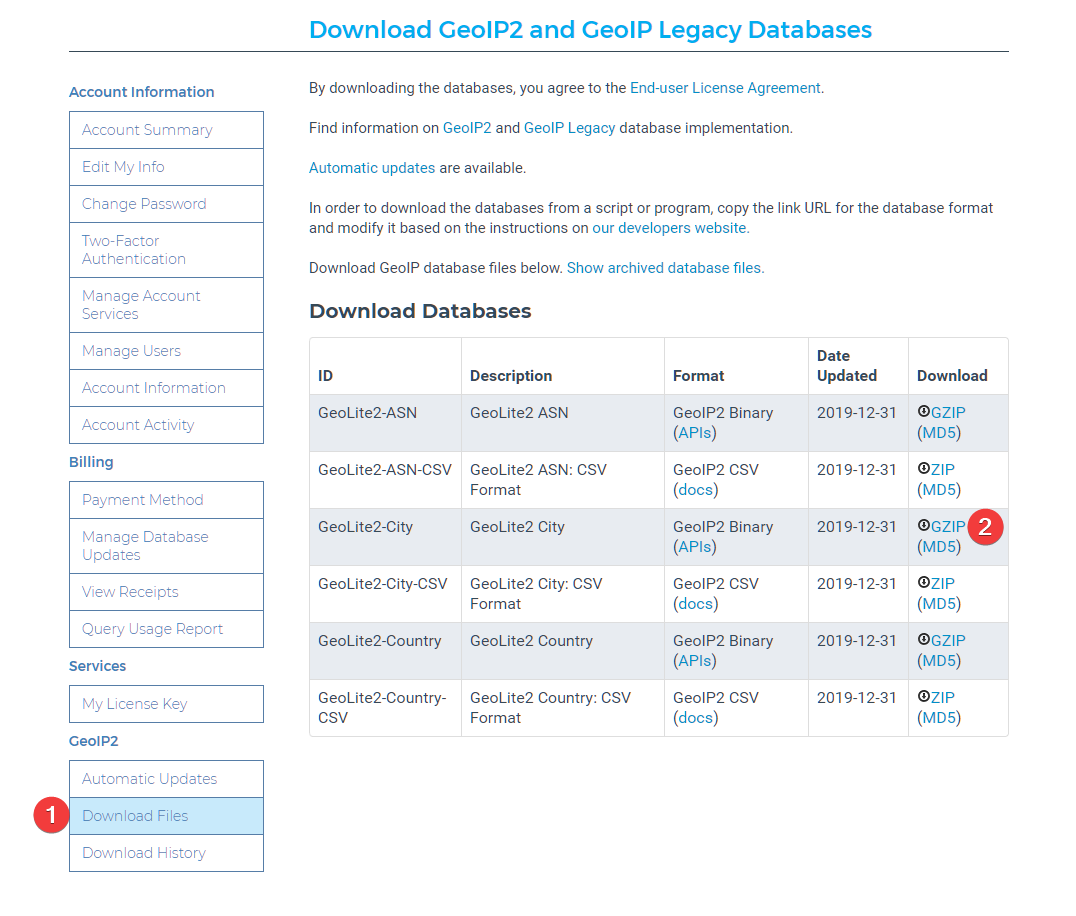 Download GeoIP2 and GeoIP Legacy Databases
Account Information
Account Summary
Edit My Info
Change Password
Two-Factor
Authentication
Manage Account
Services
Manage Users
Account Information
Account Activity
Billing
Payment Method
Manage Database
Updates
View Receipts
Query Usage Report
Services
My License Key
GeoIP2
Automatic Updates
1 Download Files
Download History
By downloading the databases, you agree to the End-user License Agreement.
Find information on GeoIP2 and GeoIP Legacy database implementation.
Automatic updates are available.
In order to download the databases from a script or program, copy the link URL for the database format
and modify it based on the instructions on our developers website.
Download GeoIP database files below. Show archived database files.
Download Databases
ID Description Format Date Updated Download
GeoLite2-ASN GeoLite2 ASN GeoIP2 Binary 2019-12-31 GZIP
(APIs) (MD5)
GeoLite2-ASN-CSV GeoLite2 ASN: CSV GeoIP2 CSV 2019-12-31 ZIP
Format (docs) (MD5)
GeoLite2-City GeoLite2 City GeoIP2 Binary 2019-12-31 GZIP 2
(APIs) (MD5)
GeoLite2-City-CSV GeoLite2 City: CSV GeoIP2 CSV 2019-12-31 ZIP
Format (docs) (MD5)
GeoLite2-Country GeoLite2 Country GeoIP2 Binary 2019-12-31 GZIP
(APIs) (MD5)
GeoLite2-Country- GeoLite2 Country: CSV GeoIP2 CSV 2019-12-31 ZIP
CSV Format (docs) (MD5)